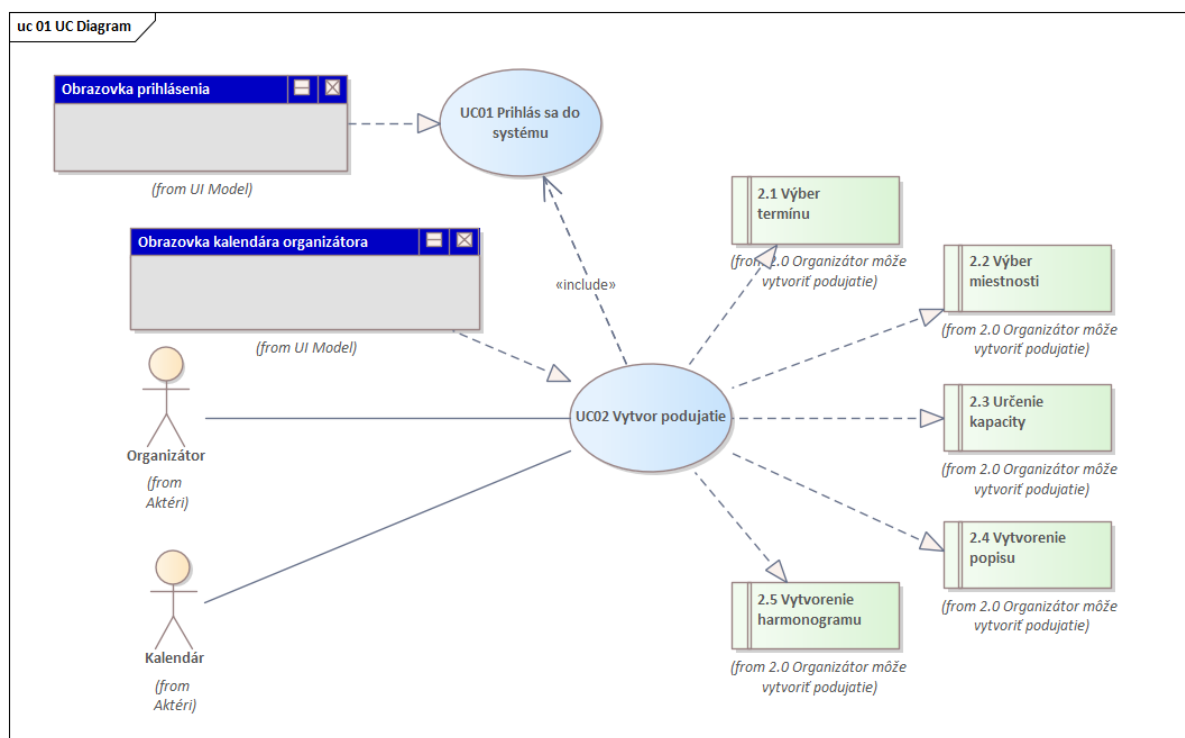 uc 01 UC Diagram
Obrazovka prihlásenia
(from UI Model)
UC01 Prihlás sa do
systému
Obrazovka kalendára organizátora
(from UI Model)
«include»
2.1 Výber
termínu
(from 2.0 Organizátor môže
vytvoriť podujatie)
2.2 Výber
miestnosti
(from 2.0 Organizátor môže
vytvoriť podujatie)
Organizátor
(from
Aktéri)
UC02 Vytvor podujatie
2.3 Určenie
kapacity
(from 2.0 Organizátor môže
vytvoriť podujatie)
2.4 Vytvorenie
popisu
(from 2.0 Organizátor môže
vytvoriť podujatie)
Kalendár
(from
Aktéri)
2.5 Vytvorenie
harmonogramu
(from 2.0 Organizátor môže
vytvoriť podujatie)